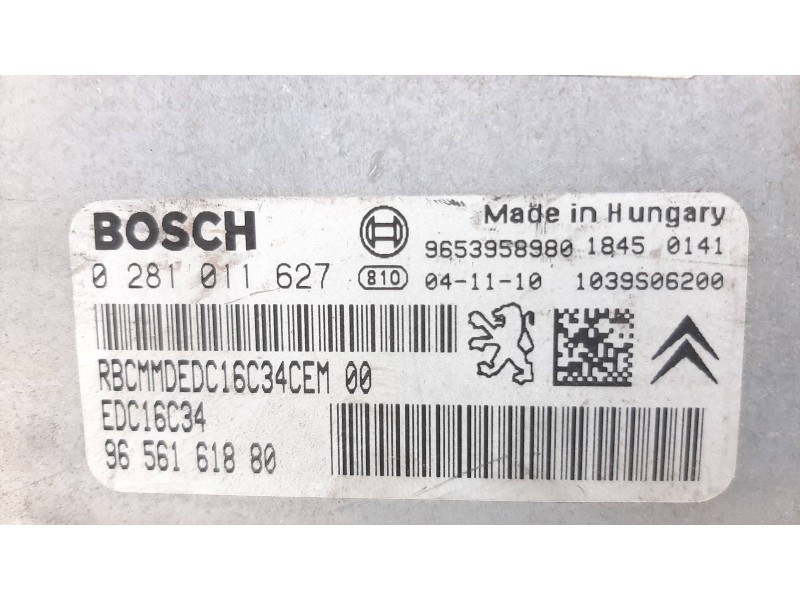 BOSCH
Made in Hungary
9653958980 1845 0141
0 281 011 627 810 04-11-10 1039S06200
RBCMMDEDC16C34CEM 00
EDC16C34
96 561 618 80